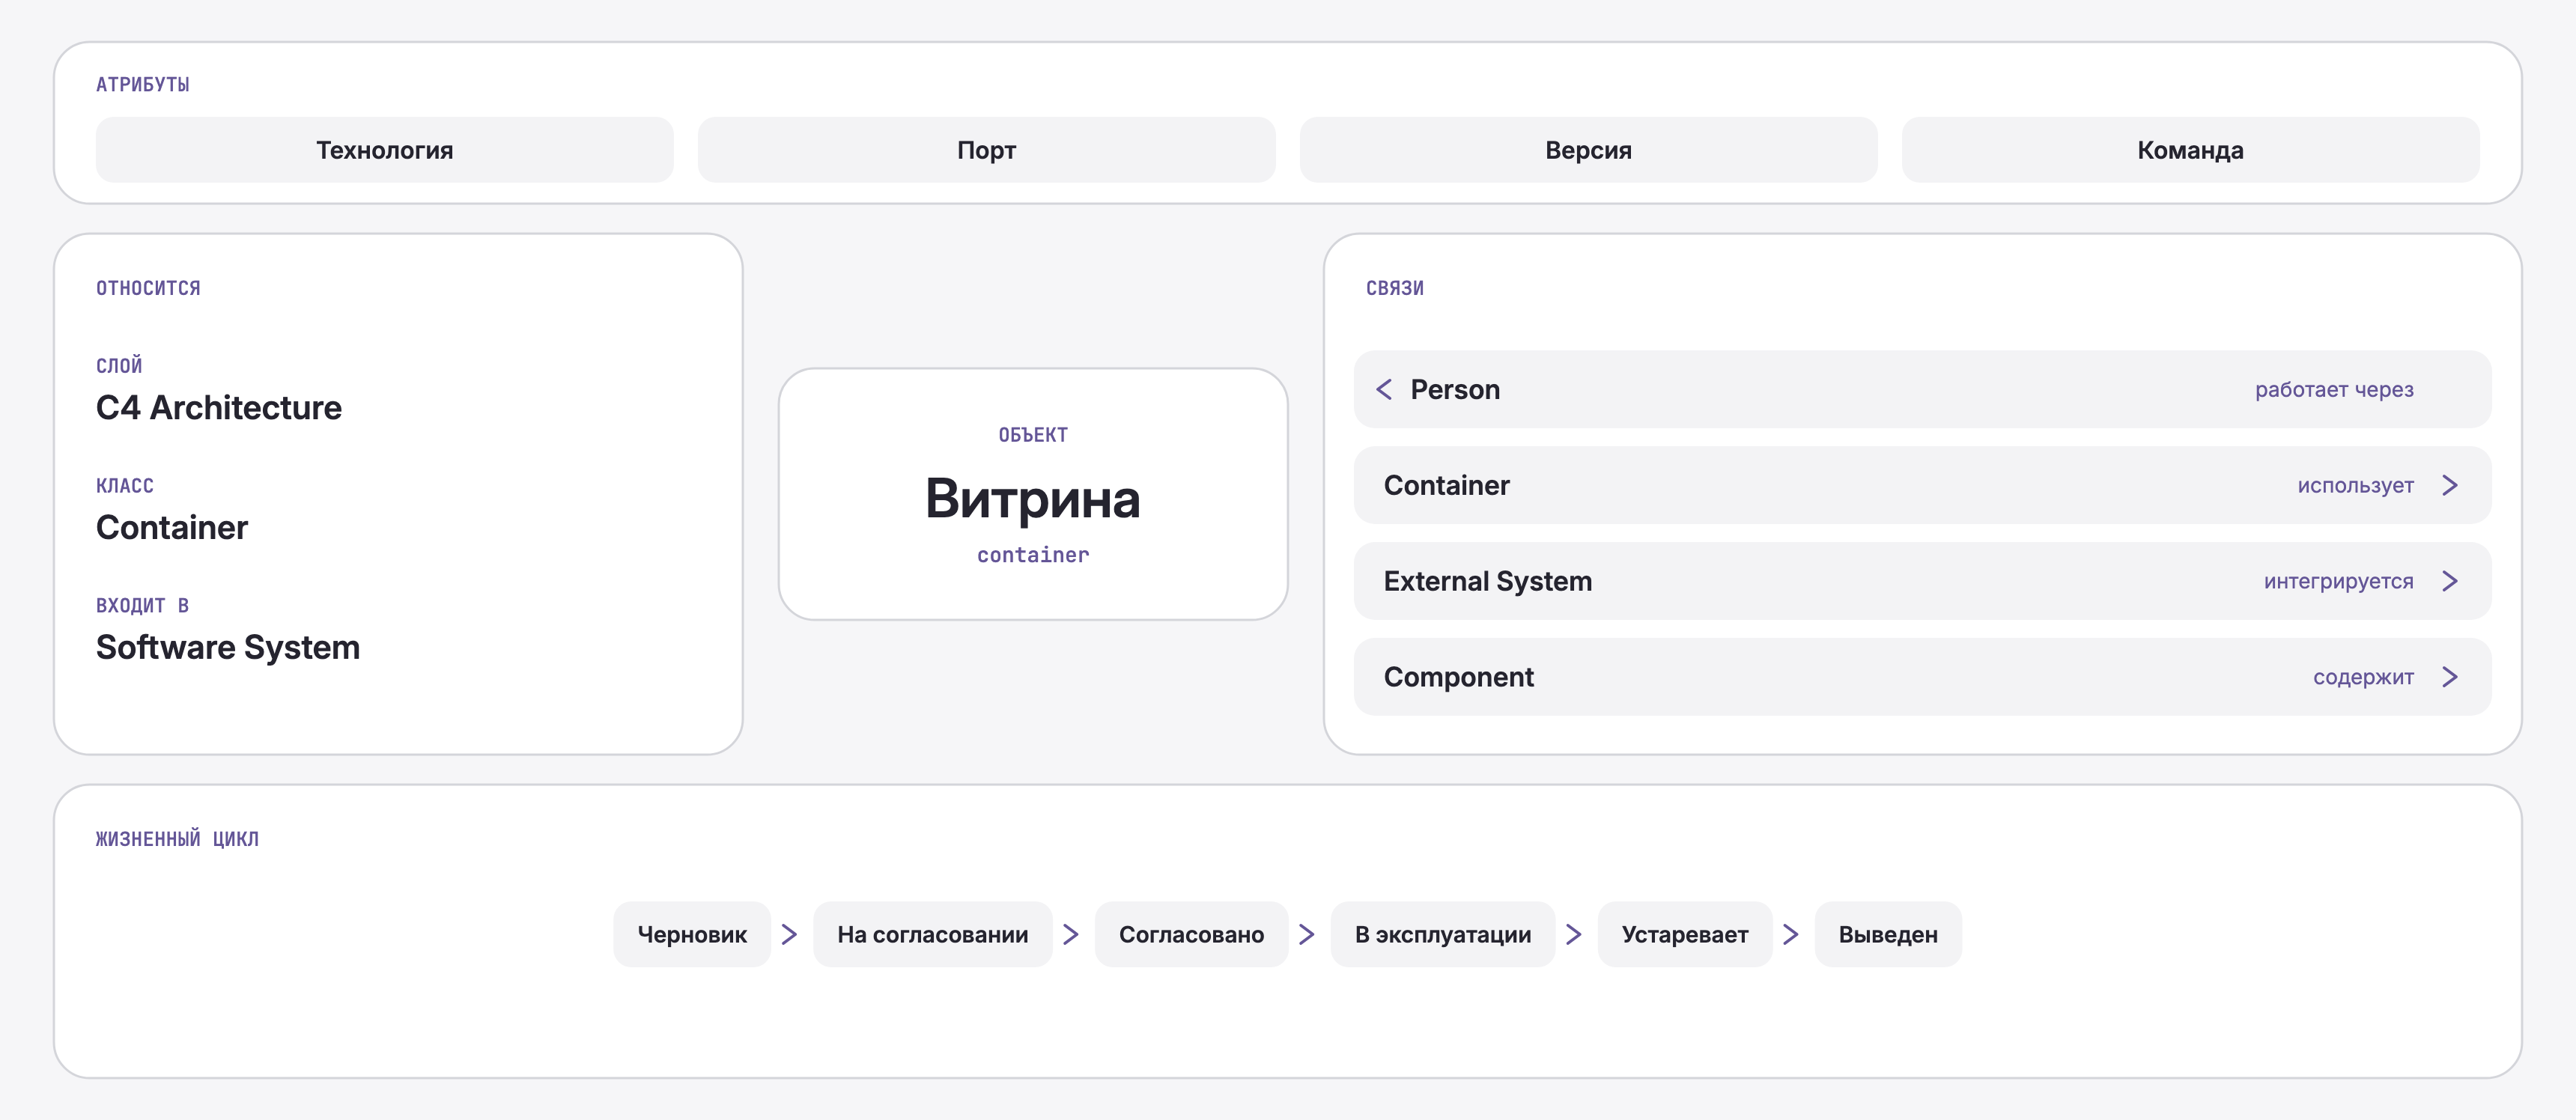 АТРИБУТЫ
Технология
Порт
Версия
Команда
ОТНОСИТСЯ
СЛОЙ
C4 Architecture
КЛАСС
Container
ВХОДИТ В
Software System
ОБЪЕКТ
Витрина
container
СВЯЗИ
Person работает через
Container использует
External System интегрируется
Component содержит
ЖИЗНЕННЫЙ ЦИКЛ
Черновик
На согласовании
Согласовано
В эксплуатации
Устаревает
Выведен